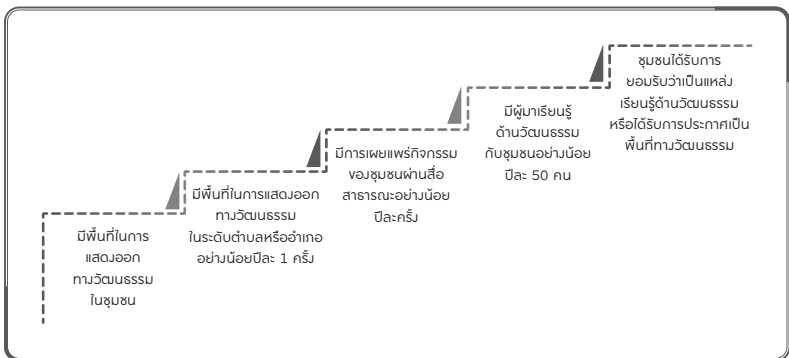 มีพื้นที่ในการ
แสดงออก
ทางวัฒนธรรม
ในชุมชน
มีพื้นที่ในการแสดงออก
ทางวัฒนธรรม
ในระดับตำบลหรืออำเภอ
อย่างน้อยปีละ 1 ครั้ง
มีการเผยแพร่กิจกรรม
ของชุมชนผ่านสื่อ
สาธารณะอย่างน้อย
ปีละครั้ง
มีผู้มาเรียนรู้
ด้านวัฒนธรรม
กับชุมชนอย่างน้อย
ปีละ 50 คน
ชุมชนได้รับการ
ยอมรับว่าเป็นแหล่ง
เรียนรู้ด้านวัฒนธรรม
หรือได้รับการประกาศเป็น
พื้นที่ทางวัฒนธรรม